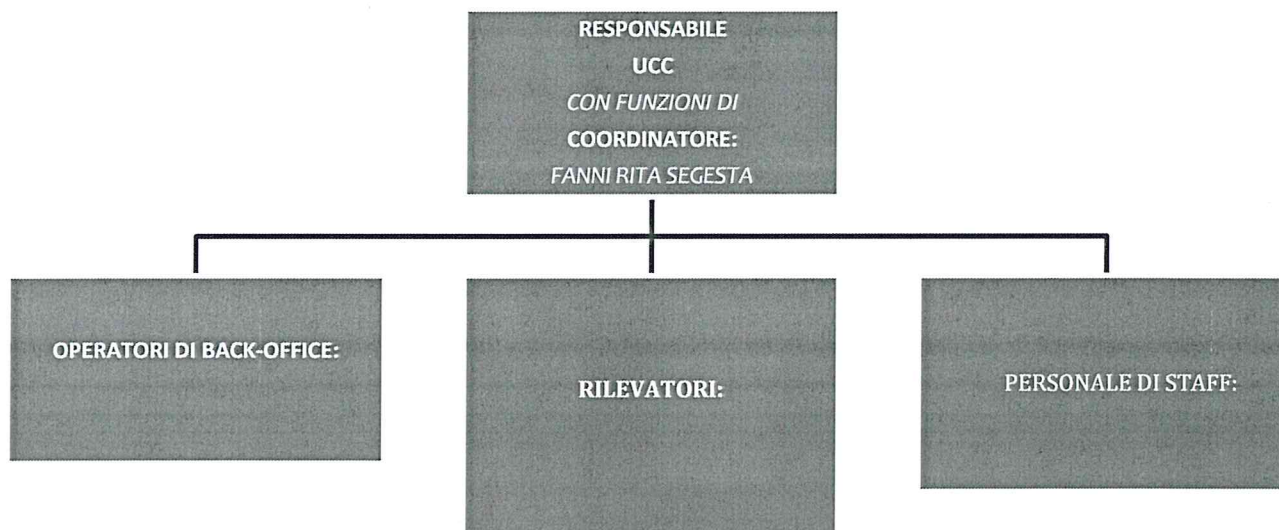 RESPONSABILE
UCC
CON FUNZIONI DI
COORDINATORE:
FANNI RITA SEGESTA
OPERATORI DI BACK-OFFICE:
RILEVATORI:
PERSONALE DI STAFF: